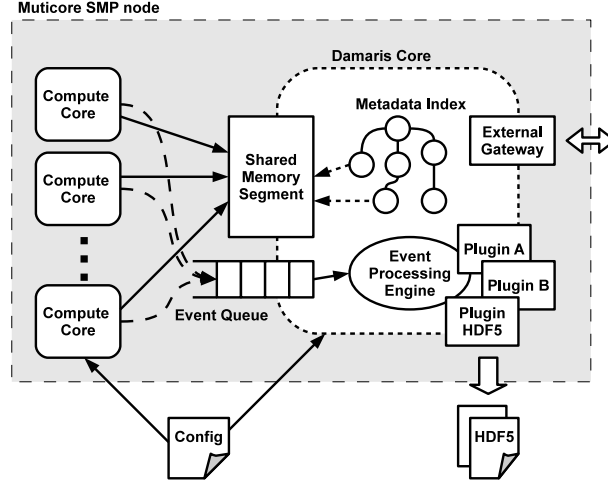 Muticore SMP node
Damaris Core
Compute
Core
Metadata Index
External
Gateway
Shared
Memory
Segment
Compute
Core
Compute
Core
Event Queue
Event
Processing
Engine
Plugin A
Plugin B
Plugin
HDF5
Config
HDF5